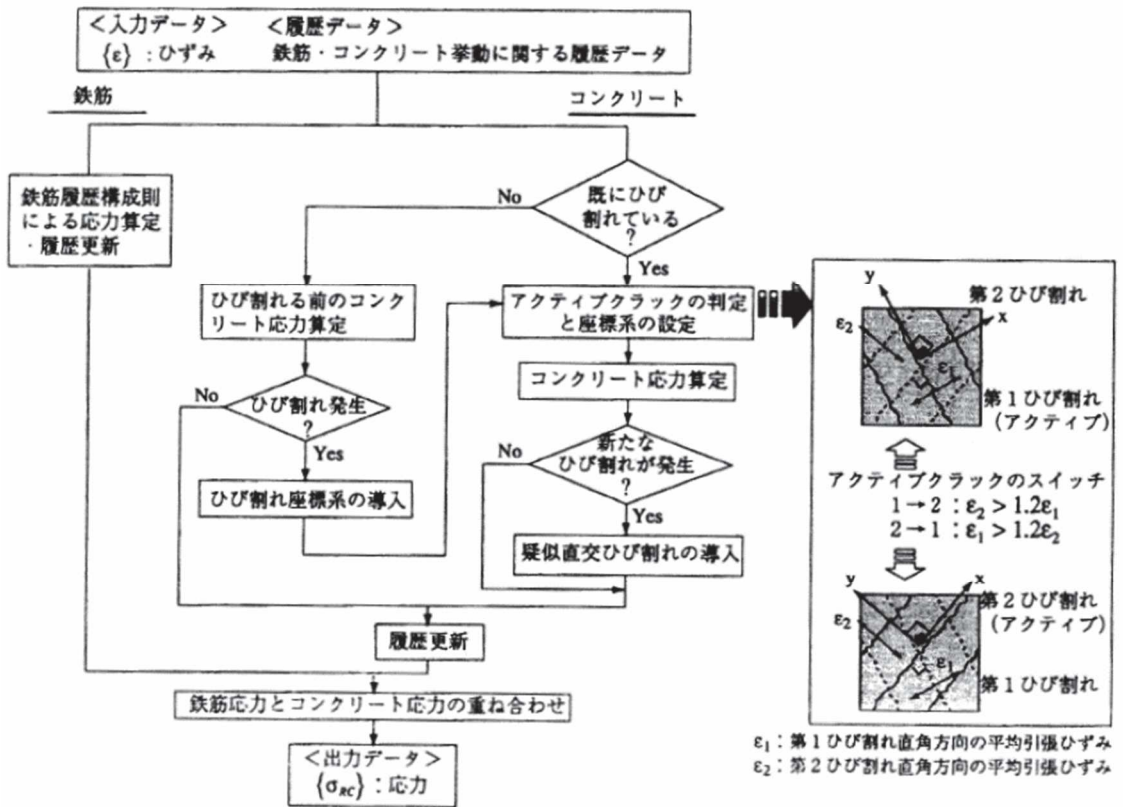 <入力データ> <履歴データ>
{ε}：ひずみ 鉄筋・コンクリート挙動に関する履歴データ
鉄筋
コンクリート
鉄筋履歴構成則
による応力算定
・履歴更新
No
既にひび
割れている
?
Yes
ひび割れる前のコンク
リート応力算定
アクティブクラックの判定
と座標系の設定
コンクリート応力算定
No
ひび割れ発生
?
Yes
No
新たな
ひび割れが発生
?
Yes
ひび割れ座標系の導入
疑似直交ひび割れの導入
履歴更新
鉄筋応力とコンクリート応力の重ね合わせ
<出力データ>
{σRC}：応力
y
第2ひび割れ
x
ε2
ε1
第1ひび割れ
(アクティブ)
アクティブクラックのスイッチ
1→2：ε2 > 1.2ε1
2→1：ε1 > 1.2ε2
y
x
第2ひび割れ
(アクティブ)
ε2
ε1
第1ひび割れ
ε1：第1ひび割れ直角方向の平均引張ひずみ
ε2：第2ひび割れ直角方向の平均引張ひずみ